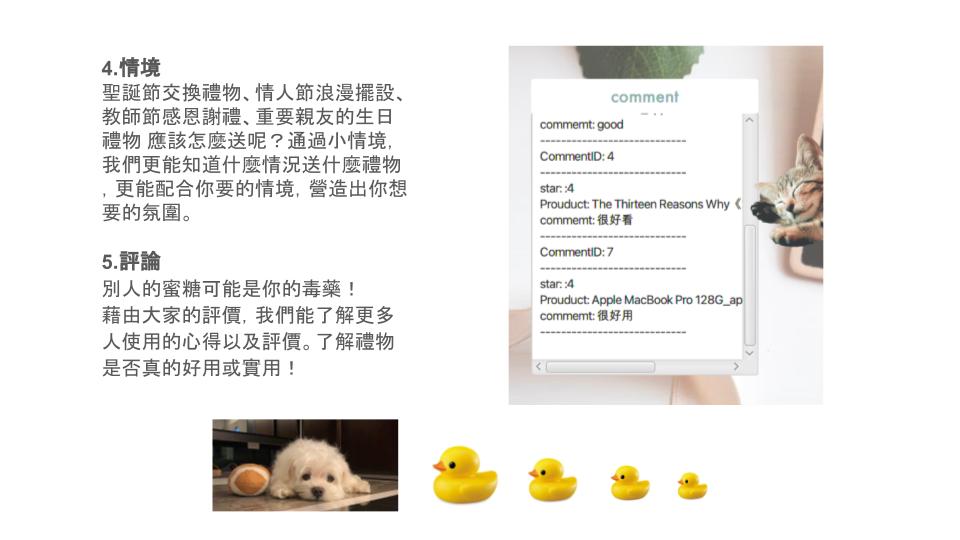 4.情境
聖誕節交換禮物、情人節浪漫擺設、
教師節感恩謝禮、重要親友的生日
禮物 應該怎麼送呢？通過小情境,
我們更能知道什麼情況送什麼禮物
, 更能配合你要的情境, 營造出你想
要的氛圍。
5.評論
別人的蜜糖可能是你的毒藥！
藉由大家的評價, 我們能了解更多
人使用的心得以及評價。了解禮物
是否真的好用或實用！
comment
commemt: good
---------------------------
CommentID: 4
---------------------------
star: :4
Prouduct: The Thirteen Reasons Why《
commemt: 很好看
---------------------------
CommentID: 7
---------------------------
star: :4
Prouduct: Apple MacBook Pro 128G_ap
commemt: 很好用
---------------------------